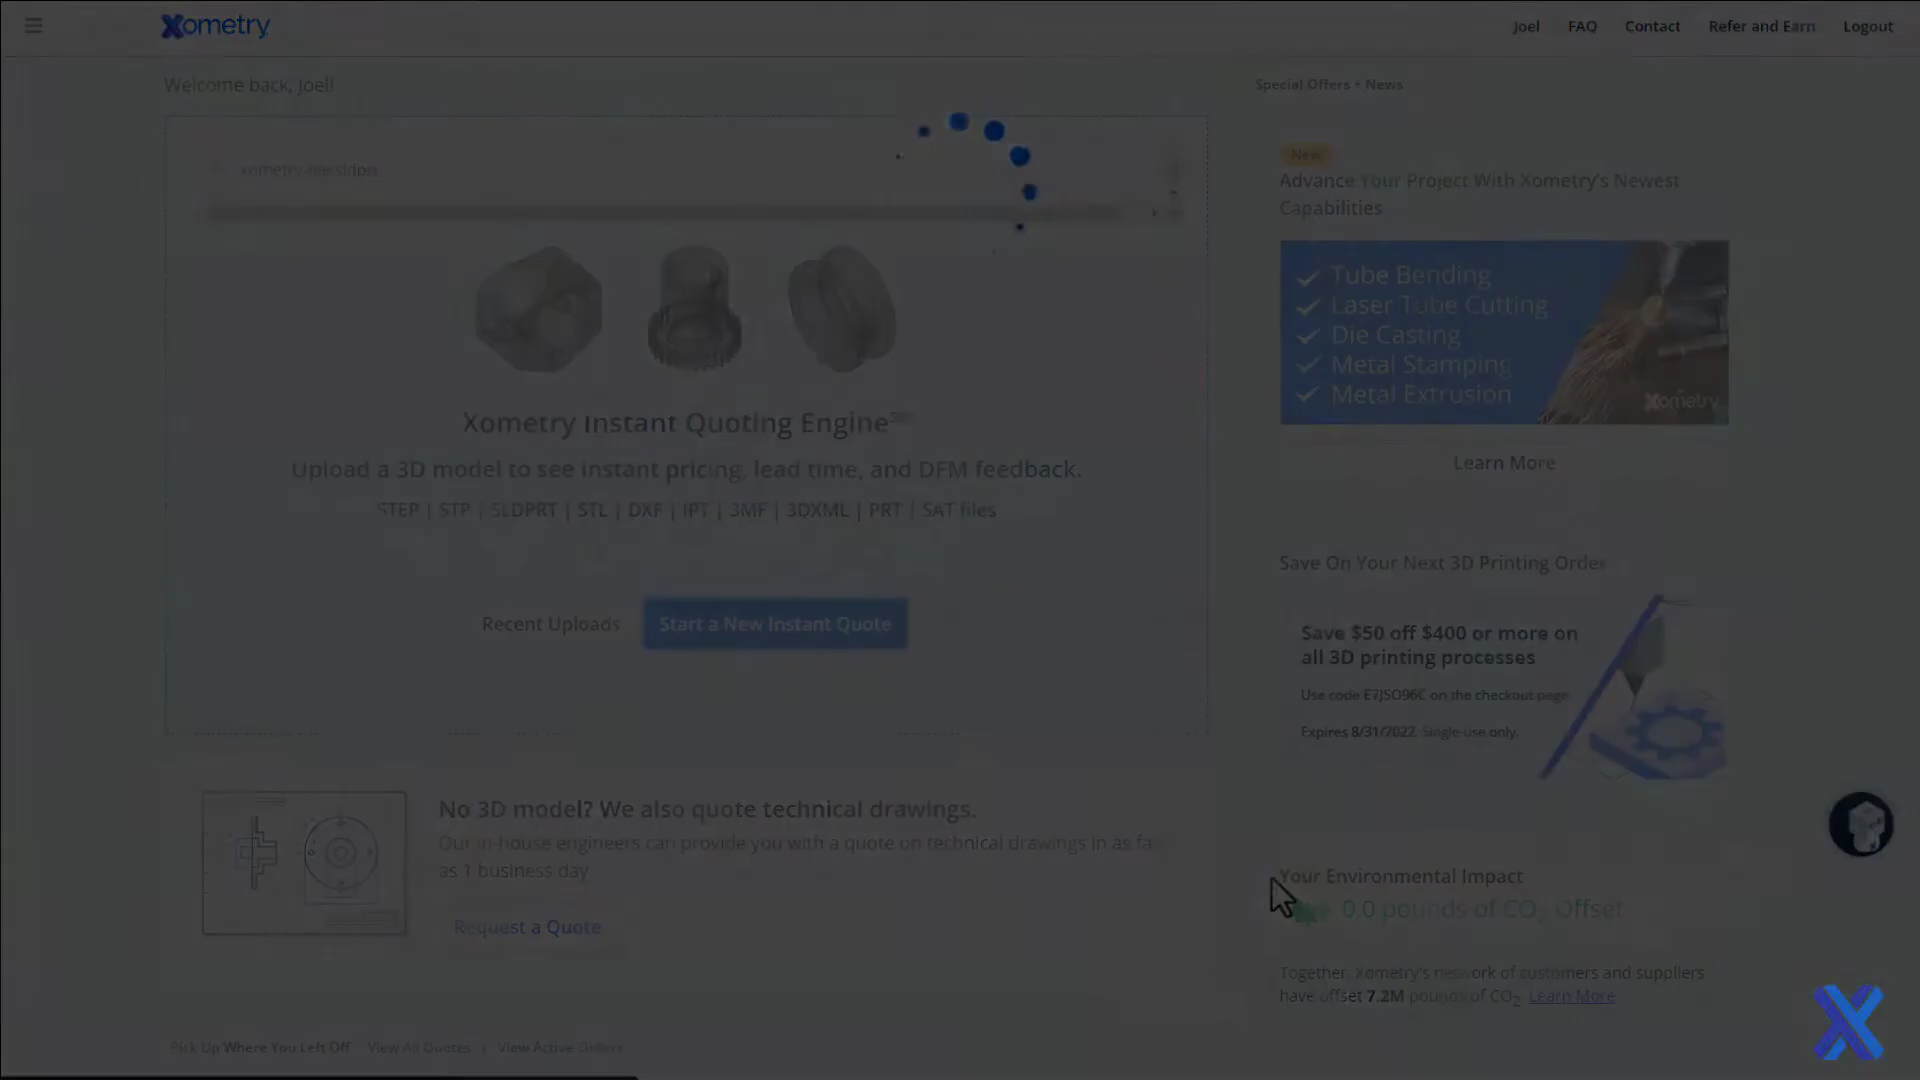 Xometry
Joel
FAQ
Contact
Refer and Earn
Logout
Welcome back, Joel!
Special Offers + News
New
Advance Your Project With Xometry's Newest
Capabilities
Tube Bending
Laser Tube Cutting
Die Casting
Metal Stamping
Metal Extrusion
Xometry
Learn More
Xometry Instant Quoting Engine
Upload a 3D model to see instant pricing, lead time, and DFM feedback.
STEP | STP | SLDPRT | STL | DXF | IPT | 3MF | 3DXML | PRT | SAT files
Recent Uploads
Start a New Instant Quote
Save On Your Next 3D Printing Order
Save $50 off $400 or more on
all 3D printing processes
Use code E7JSO96C on the checkout page
Expires 8/31/2022. Single-use only.
No 3D model? We also quote technical drawings.
Our in-house engineers can provide you with a quote on technical drawings in as fa
as 1 business day
Request a Quote
Your Environmental Impact
0.0 pounds of CO2 Offset
Together, Xometry's network of customers and suppliers
have offset 7.2M pounds of CO2 Learn More
Pick Up Where You Left Off
View All Quotes | View Active Orders